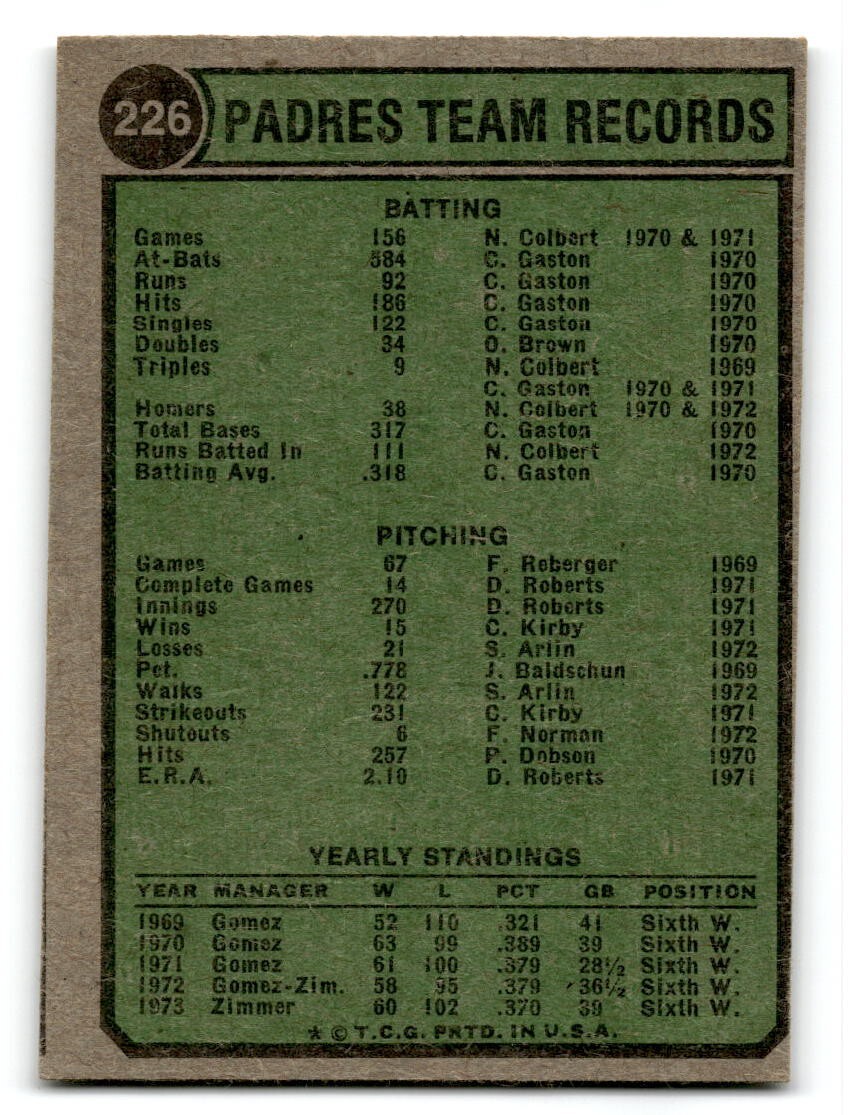 226 PADRES TEAM RECORDS
BATTING
Games 156 N. Colbert 1970 & 1971
At-Bats 584 C. Gaston 1970
Runs 92 C. Gaston 1970
Hits 186 C. Gaston 1970
Singles 122 C. Gaston 1970
Doubles 34 O. Brown 1970
Triples 9 N. Colbert 1969
C. Gaston 1970 & 1971
Homers 38 N. Colbert 1970 & 1972
Total Bases 317 C. Gaston 1970
Runs Batted In 111 N. Colbert 1972
Batting Avg. .318 C. Gaston 1970
PITCHING
Games 67 F. Reberger 1969
Complete Games 14 D. Roberts 1971
Innings 270 D. Roberts 1971
Wins 15 C. Kirby 1971
Losses 21 S. Arlin 1972
Pct. .778 J. Baldschun 1969
Walks 122 S. Arlin 1972
Strikeouts 231 C. Kirby 1971
Shutouts 6 F. Norman 1972
Hits 257 P. Dobson 1970
E.R.A. 2.10 D. Roberts 1971
YEARLY STANDINGS
YEAR MANAGER W L PCT GB POSITION
1969 Gomez 52 110 .321 41 Sixth W.
1970 Gomez 63 99 .389 39 Sixth W.
1971 Gomez 61 100 .379 28½ Sixth W.
1972 Gomez-Zim. 58 95 .379 36½ Sixth W.
1973 Zimmer 60 102 .370 39 Sixth W.
* © T.C.G. PRTD. IN U.S.A.